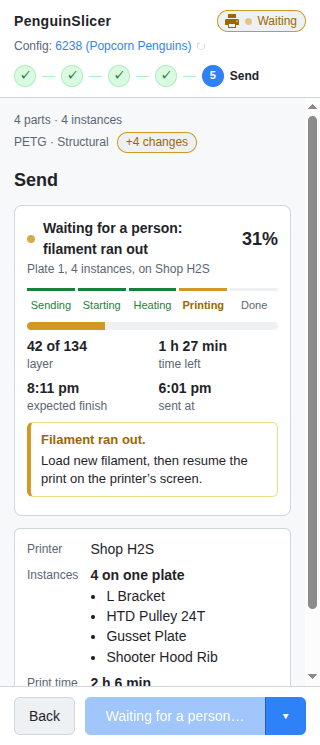 PenguinSlicer
Waiting
Config: 6238 (Popcorn Penguins)
✓ ✓ ✓ ✓ 5 Send
4 parts · 4 instances
PETG · Structural +4 changes
Send
Waiting for a person:
filament ran out
31%
Plate 1, 4 instances, on Shop H2S
Sending Starting Heating Printing Done
42 of 134
layer
1 h 27 min
time left
8:11 pm
expected finish
6:01 pm
sent at
Filament ran out.
Load new filament, then resume the
print on the printer's screen.
Printer Shop H2S
Instances 4 on one plate
• L Bracket
• HTD Pulley 24T
• Gusset Plate
• Shooter Hood Rib
Print time 2 h 6 min
Back
Waiting for a person…